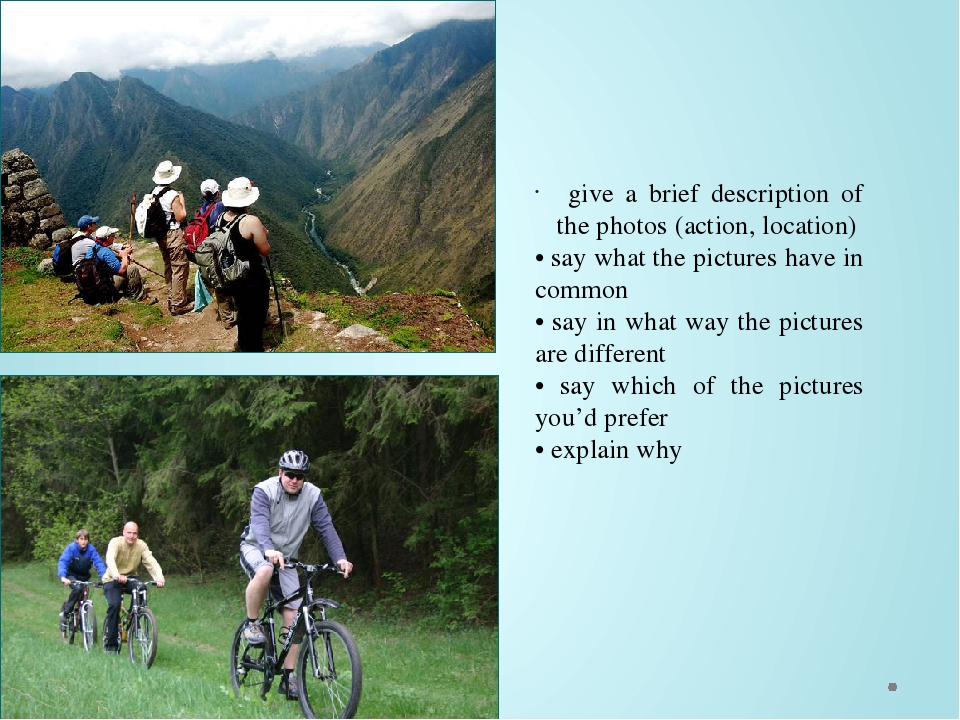 · give a brief description of
the photos (action, location)
• say what the pictures have in
common
• say in what way the pictures
are different
• say which of the pictures
you’d prefer
• explain why